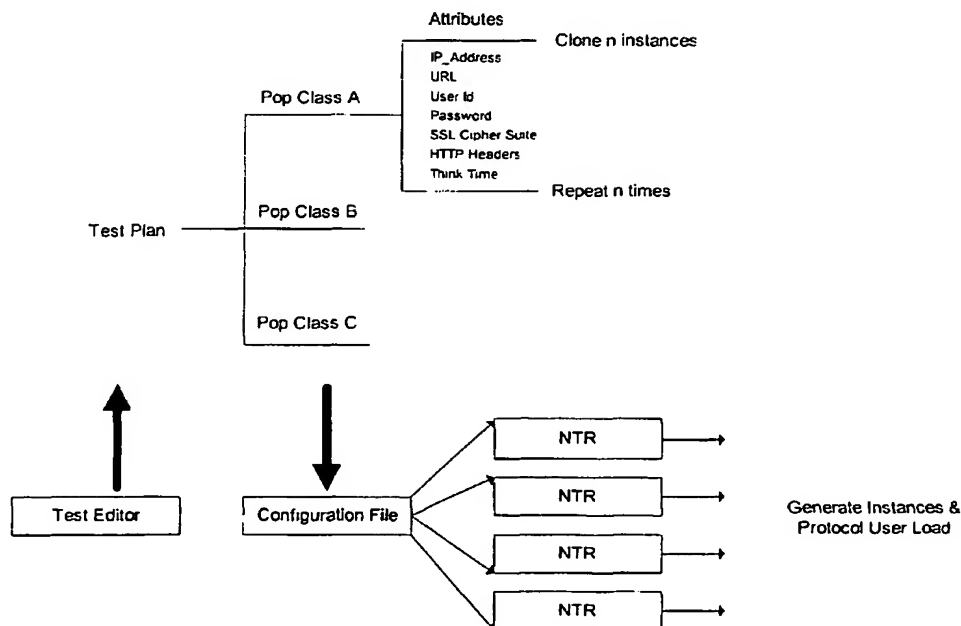 Attributes
Clone n instances
IP_Address
URL
User Id
Password
SSL Cipher Suite
HTTP Headers
Think Time
Repeat n times
Pop Class A
Pop Class B
Test Plan
Pop Class C
Test Editor
Configuration File
NTR
NTR
NTR
NTR
Generate Instances &
Protocol User Load